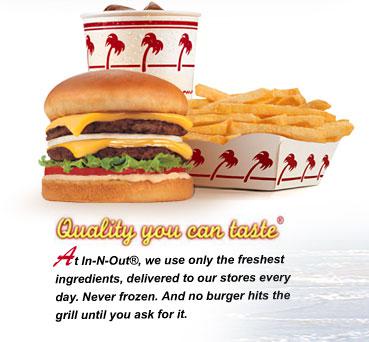 Quality you can taste®
At In-N-Out®, we use only the freshest
ingredients, delivered to our stores every
day. Never frozen. And no burger hits the
grill until you ask for it.